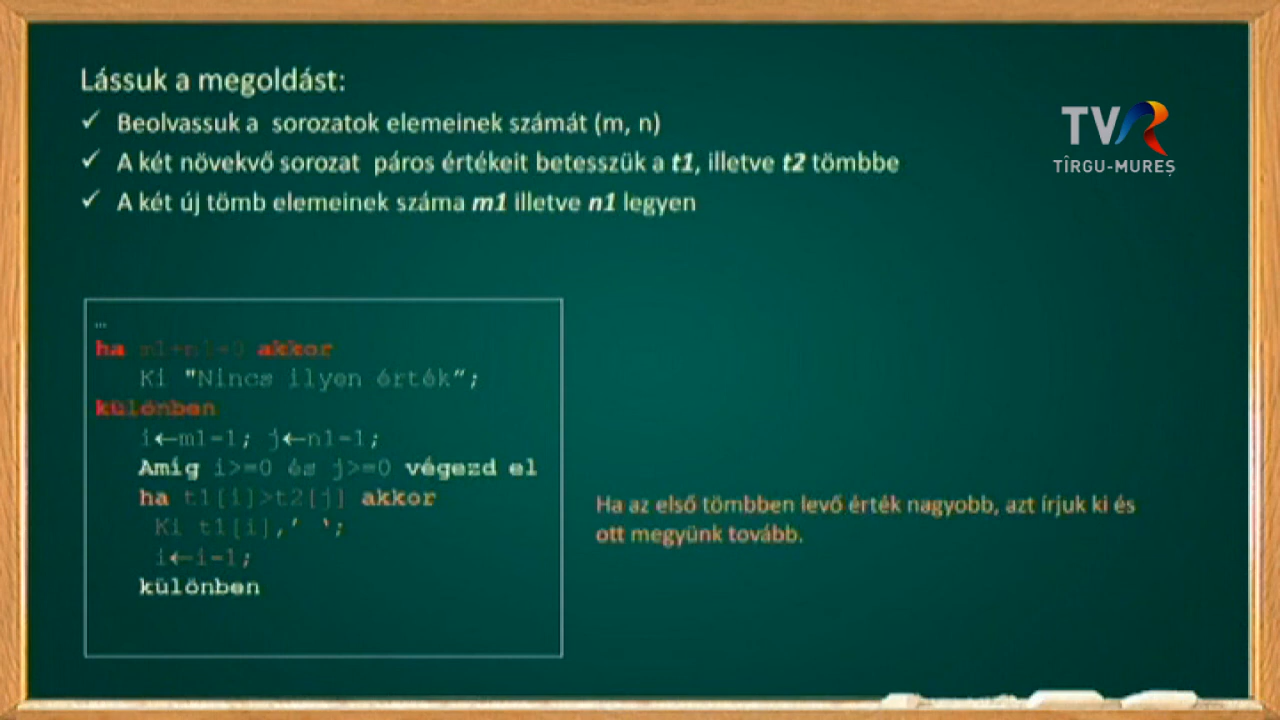 Lássuk a megoldást:
✓ Beolvassuk a sorozatok elemeinek számát (m, n)
✓ A két növekvő sorozat páros értékeit betesszük a t1, illetve t2 tömbbe
✓ A két új tömb elemeinek száma m1 illetve n1 legyen
TVR
TÎRGU-MUREȘ
…
ha m1+n1=0 akkor
Ki "Nincs ilyen érték”;
különben
i←m1-1; j←n1-1;
Amíg i>=0 és j>=0 végezd el
ha t1[i]>t2[j] akkor
Ki t1[i],’ ‘;
i←i-1;
különben
Ha az első tömbben levő érték nagyobb, azt írjuk ki és
ott megyünk tovább.